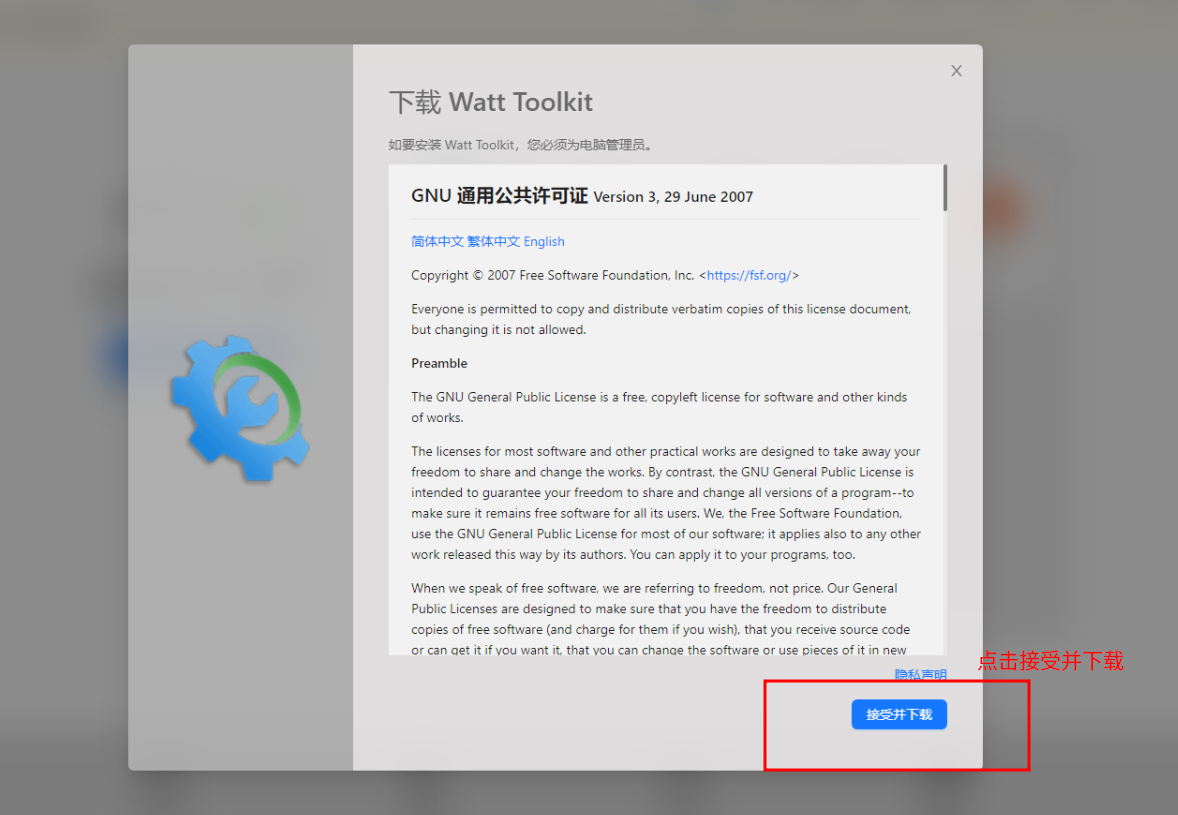 下载 Watt Toolkit
如要安装 Watt Toolkit，您必须为电脑管理员。
GNU 通用公共许可证 Version 3, 29 June 2007
简体中文 繁体中文 English
Copyright © 2007 Free Software Foundation, Inc. <https://fsf.org/>
Everyone is permitted to copy and distribute verbatim copies of this license document,
but changing it is not allowed.
Preamble
The GNU General Public License is a free, copyleft license for software and other kinds
of works.
The licenses for most software and other practical works are designed to take away your
freedom to share and change the works. By contrast, the GNU General Public License is
intended to guarantee your freedom to share and change all versions of a program--to
make sure it remains free software for all its users. We, the Free Software Foundation,
use the GNU General Public License for most of our software; it applies also to any other
work released this way by its authors. You can apply it to your programs, too.
When we speak of free software, we are referring to freedom, not price. Our General
Public Licenses are designed to make sure that you have the freedom to distribute
copies of free software (and charge for them if you wish), that you receive source code
or can get it if you want it, that you can change the software or use pieces of it in new
点击接受并下载
隐私声明
接受并下载